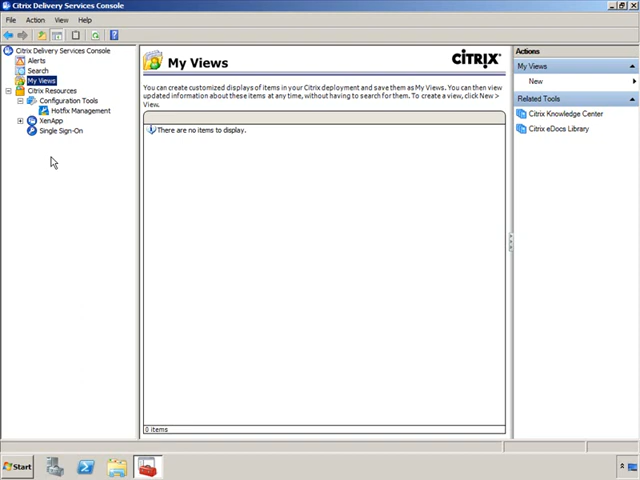 Citrix Delivery Services Console
File Action View Help
Citrix Delivery Services Console
Alerts
Search
My Views
Citrix Resources
Configuration Tools
Hotfix Management
XenApp
Single Sign-On
My Views
CITRIX
You can create customized displays of items in your Citrix deployment and save them as My Views. You can then view
updated information about these items at any time, without having to search for them. To create a view, click New >
View.
There are no items to display.
0 items
Actions
My Views
New
Related Tools
Citrix Knowledge Center
Citrix eDocs Library
Start